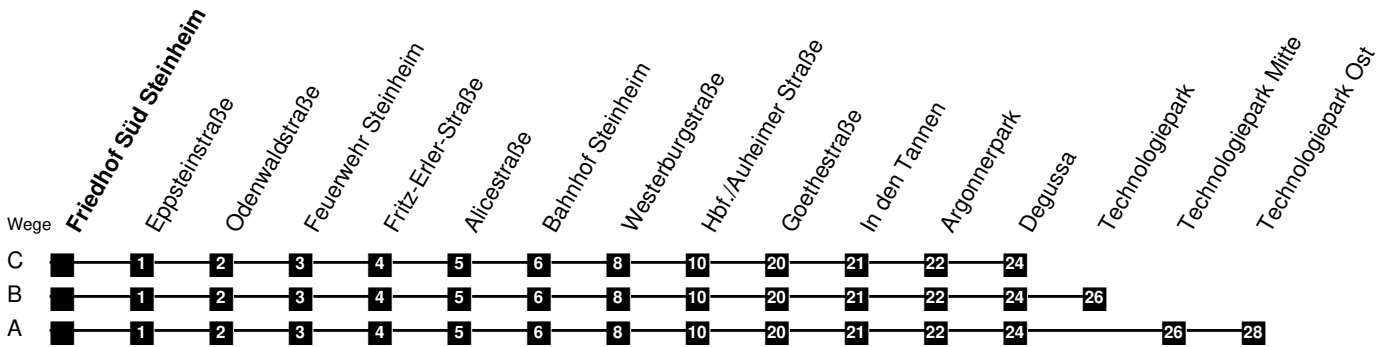 Friedhof Süd Steinheim
Eppsteinstraße
Odenwaldstraße
Feuerwehr Steinheim
Fritz-Erler-Straße
Alicestraße
Bahnhof Steinheim
Westerburgstraße
Hbf./Auheimer Straße
Goethestraße
In den Tannen
Argonnerpark
Degussa
Technologiepark
Technologiepark Mitte
Technologiepark Ost
Wege
C 1 2 3 4 5 6 8 10 20 21 22 24
B 1 2 3 4 5 6 8 10 20 21 22 24 26
A 1 2 3 4 5 6 8 10 20 21 22 24 26 28